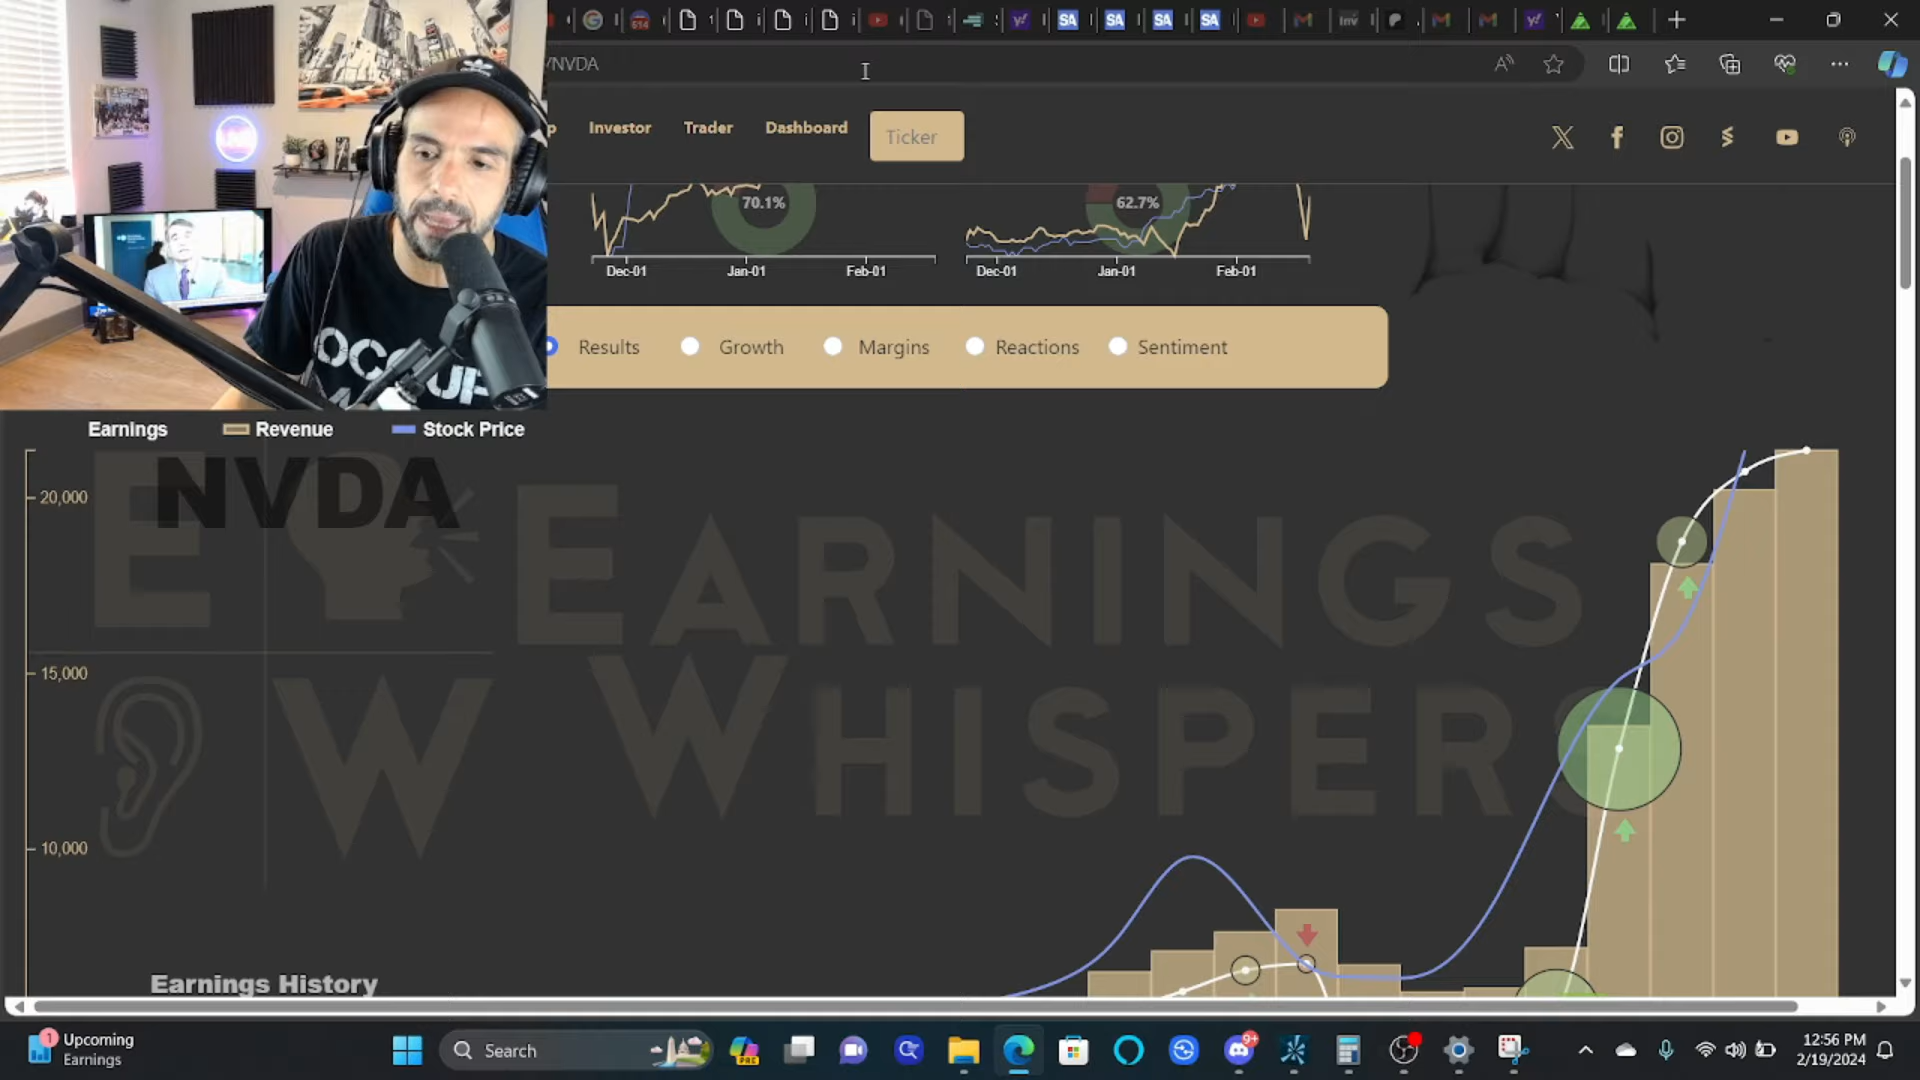 /NVDA
Investor Trader Dashboard Ticker
70.1% 62.7%
Dec-01 Jan-01 Feb-01 Dec-01 Jan-01 Feb-01
Results Growth Margins Reactions Sentiment
Earnings Revenue Stock Price
NVDA
EARNINGS
WHISPERS
E
W
20,000
15,000
10,000
Earnings History
Upcoming
Earnings
Search
12:56 PM
2/19/2024